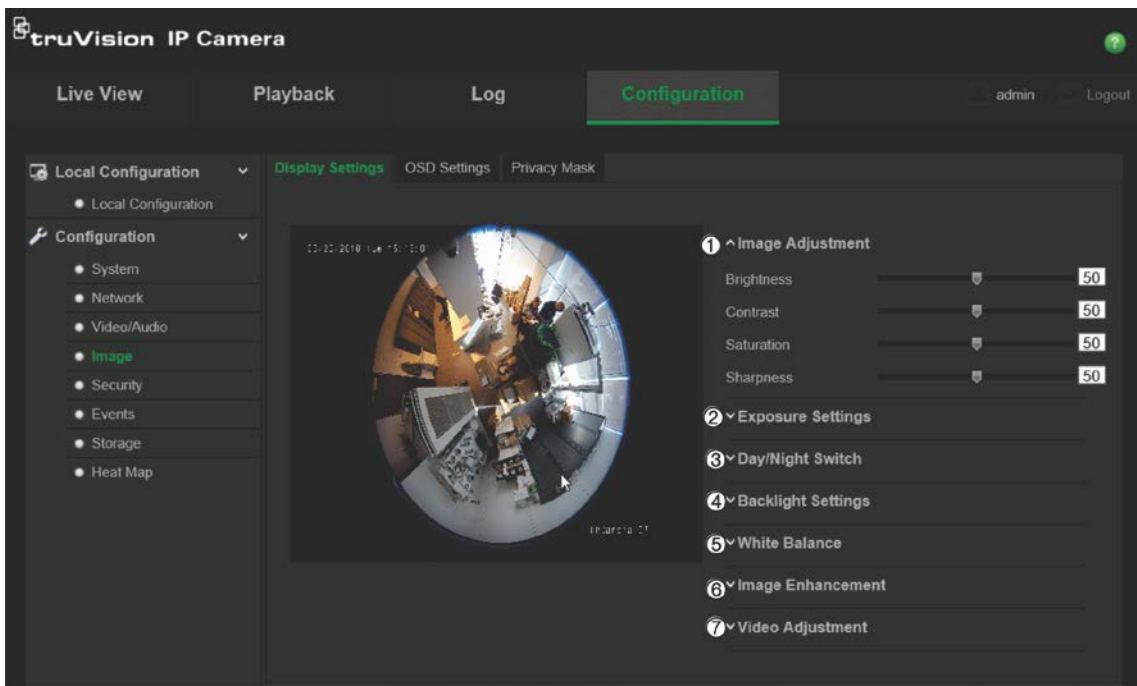 truVision IP Camera
?
Live View
Playback
Log
Configuration
admin
Logout
Local Configuration
Local Configuration
Configuration
System
Network
Video/Audio
Image
Security
Events
Storage
Heat Map
Display Settings
OSD Settings
Privacy Mask
1 Image Adjustment
Brightness 50
Contrast 50
Saturation 50
Sharpness 50
2 Exposure Settings
3 Day/Night Switch
4 Backlight Settings
5 White Balance
6 Image Enhancement
7 Video Adjustment